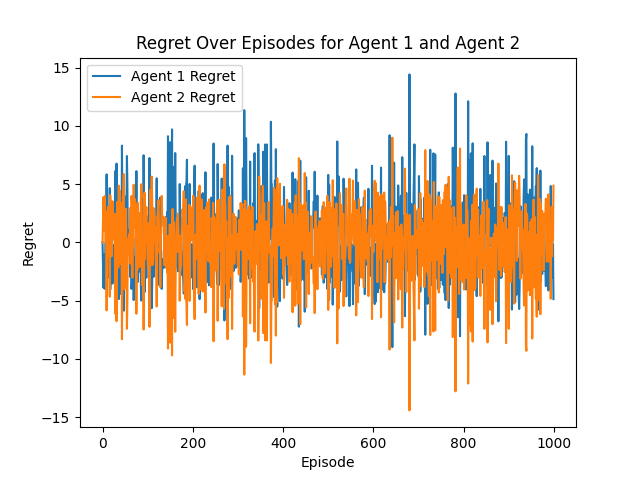 Regret Over Episodes for Agent 1 and Agent 2
Agent 1 Regret
Agent 2 Regret
15
10
5
0
−5
−10
−15
Regret
0
200
400
600
800
1000
Episode